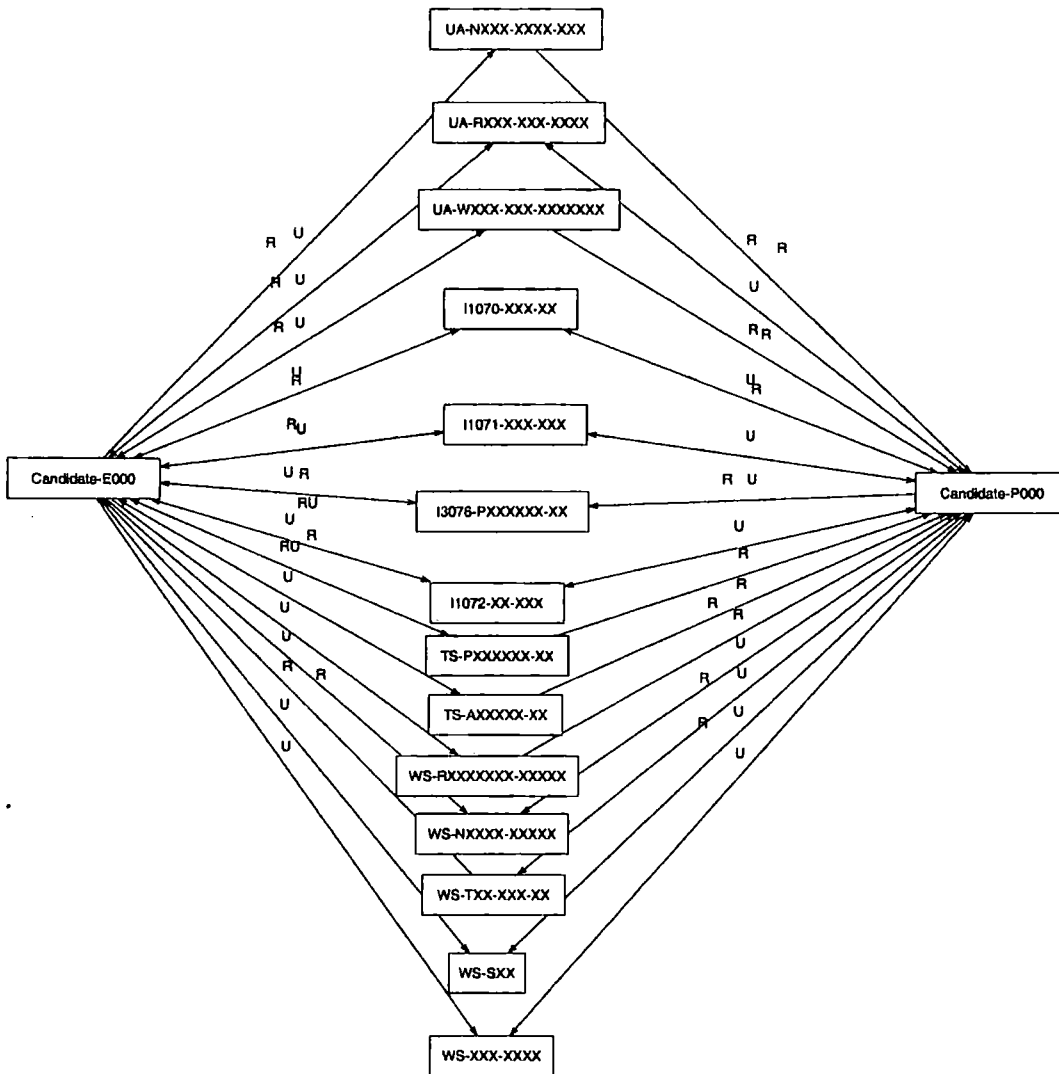 UA-NXXX-XXXX-XXX
UA-RXXX-XXX-XXXX
UA-WXXX-XXX-XXXXXXX
R U R R
R U U
R U R R
I1070-XXX-XX
U R U R
I1071-XXX-XXX
R U U
Candidate-E000
U R R U
Candidate-P000
I3076-PXXXXXX-XX
R U
U R U
R U R
I1072-XX-XXX
U R
U R R
TS-PXXXXXX-XX
U U
R R U R
TS-AXXXXX-XX
U U
U R U
WS-RXXXXXXX-XXXXX
WS-NXXXX-XXXXX
WS-TXX-XXX-XX
WS-SXX
WS-XXX-XXXX